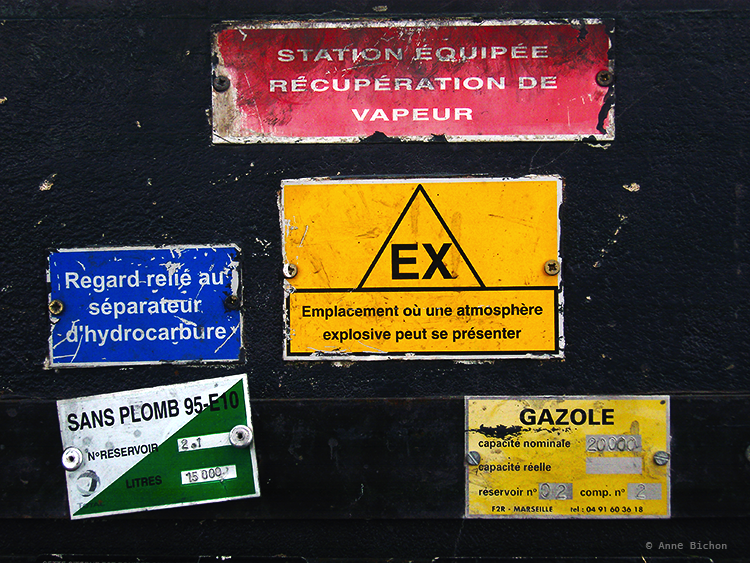 STATION ÉQUIPÉE
RÉCUPÉRATION DE
VAPEUR
EX
Emplacement où une atmosphère
explosive peut se présenter
Regard relié au
séparateur
d'hydrocarbure
SANS PLOMB 95-E10
N°RESERVOIR 2.1
LITRES 15000
GAZOLE
capacité nominale 20000
capacité réelle
réservoir n° 02 comp. n° 2
F2R - MARSEILLE tel : 04 91 60 36 18
© Anne Bichon